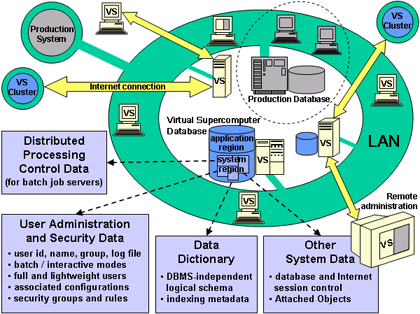 VS
VS
Cluster
Production
System
VS
VS
VS
VS
Cluster
Internet connection
Production Database
VS
VS
Virtual Supercomputer
Database
application
region
system
region
VS
VS
LAN
Distributed
Processing
Control Data
(for batch job servers)
Remote
administration
VS
VS
User Administration
and Security Data
• user id, name, group, log file
• batch / interactive modes
• full and lightweight users
• associated configurations
• security groups and rules
Data
Dictionary
• DBMS-independent
logical schema
• indexing metadata
Other
System Data
• database and Internet
session control
• Attached Objects